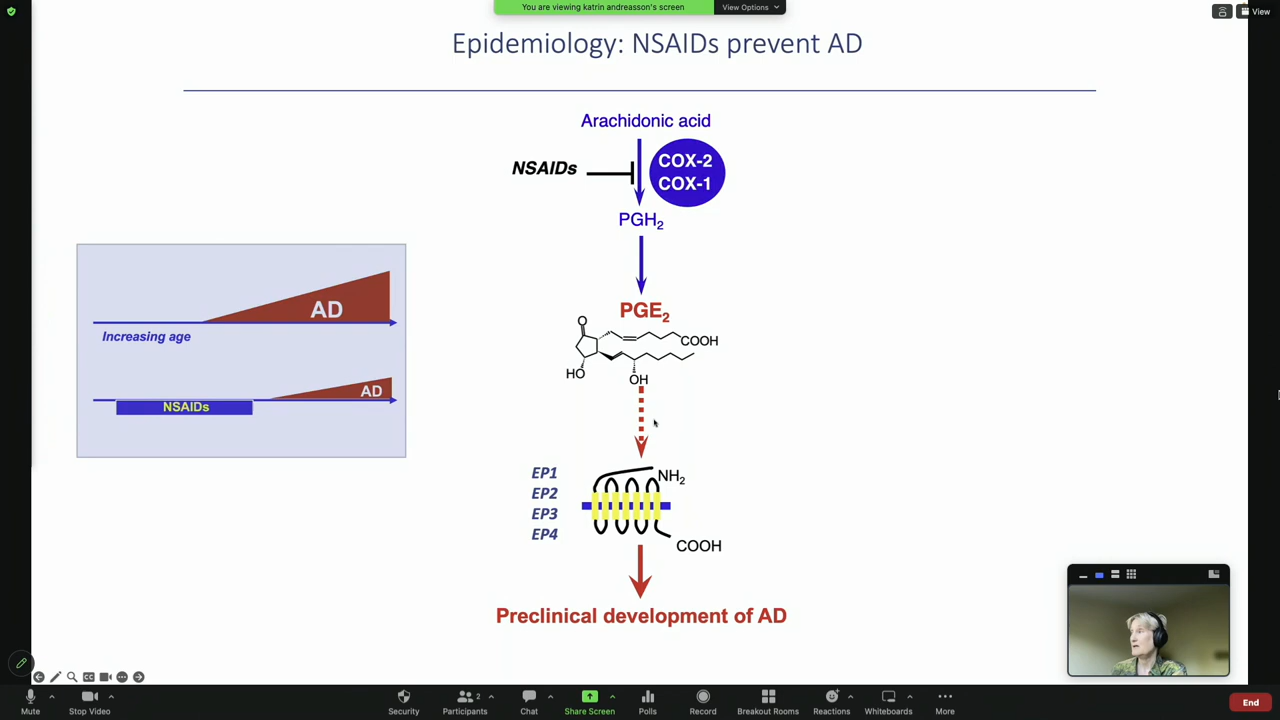 You are viewing katrin andreasson's screen
View Options
View
Epidemiology: NSAIDs prevent AD
Arachidonic acid
NSAIDs
COX-2
COX-1
PGH2
PGE2
O
COOH
HO
OH
AD
Increasing age
AD
NSAIDs
EP1
EP2
EP3
EP4
NH2
COOH
Preclinical development of AD
CC
Mute
Stop Video
Security
Participants
2
Chat
Share Screen
Polls
Record
Breakout Rooms
Reactions
Whiteboards
More
End